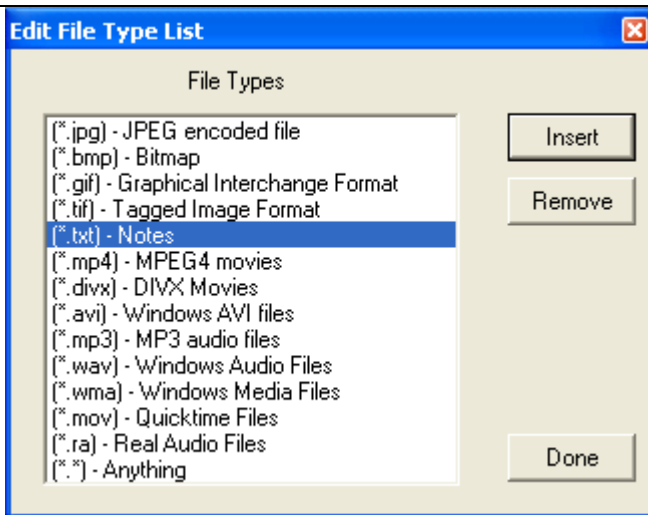 Edit File Type List
File Types
(*.jpg) - JPEG encoded file
(*.bmp) - Bitmap
(*.gif) - Graphical Interchange Format
(*.tif) - Tagged Image Format
(*.txt) - Notes
(*.mp4) - MPEG4 movies
(*.divx) - DIVX Movies
(*.avi) - Windows AVI files
(*.mp3) - MP3 audio files
(*.wav) - Windows Audio Files
(*.wma) - Windows Media Files
(*.mov) - Quicktime Files
(*.ra) - Real Audio Files
(*.*) - Anything
Insert
Remove
Done